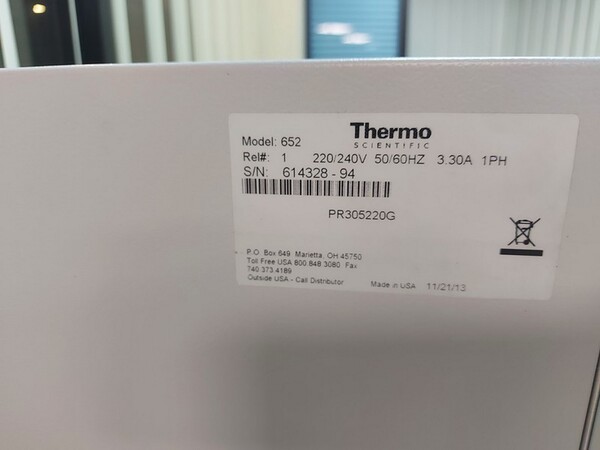 Thermo
SCIENTIFIC
Model: 652
Rel#: 1 220/240V 50/60HZ 3.30A 1PH
S/N: 614328 - 94
PR305220G
P.O. Box 649 Marietta, OH 45750
Toll Free USA 800.848.3080 Fax
740.373.4189
Outside USA - Call Distributor
Made in USA 11/21/13